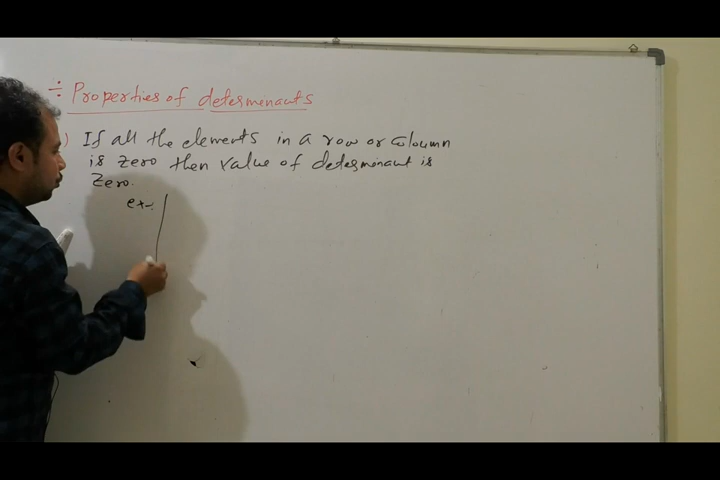 ÷ Properties of determenants
) If all the elements in a row or coloumn
is zero then value of determinant is
zero.
ex-